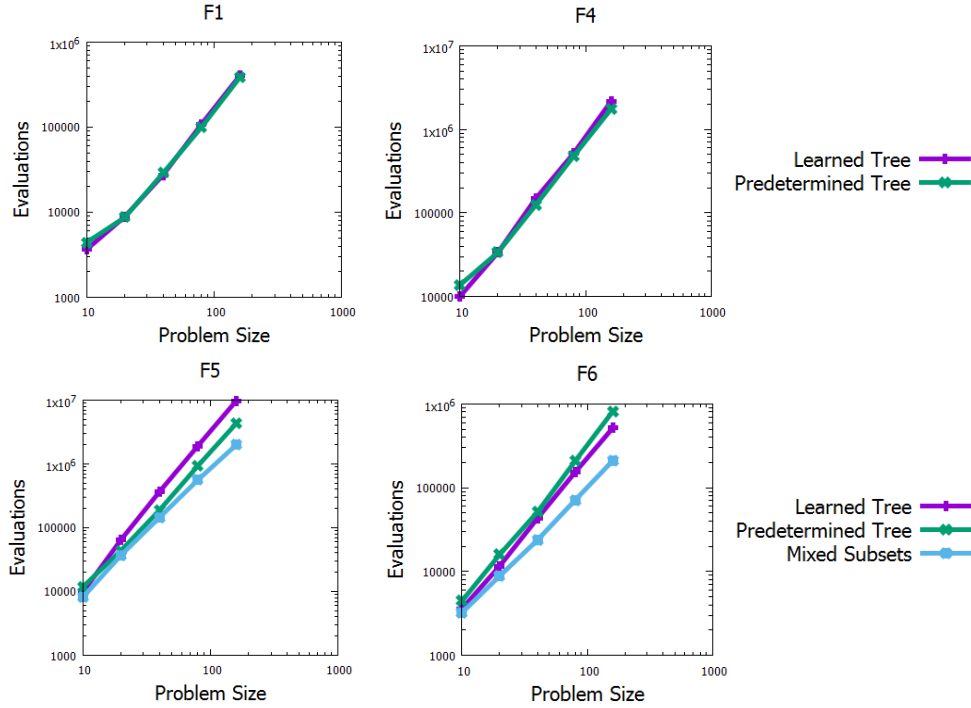 F1
1x10^6
100000
10000
1000
Evaluations
10 100 1000
Problem Size
F4
1x10^7
1x10^6
100000
10000
Evaluations
10 100 1000
Problem Size
Learned Tree
Predetermined Tree
F5
1x10^7
1x10^6
100000
10000
1000
Evaluations
10 100 1000
Problem Size
F6
1x10^6
100000
10000
1000
Evaluations
10 100 1000
Problem Size
Learned Tree
Predetermined Tree
Mixed Subsets